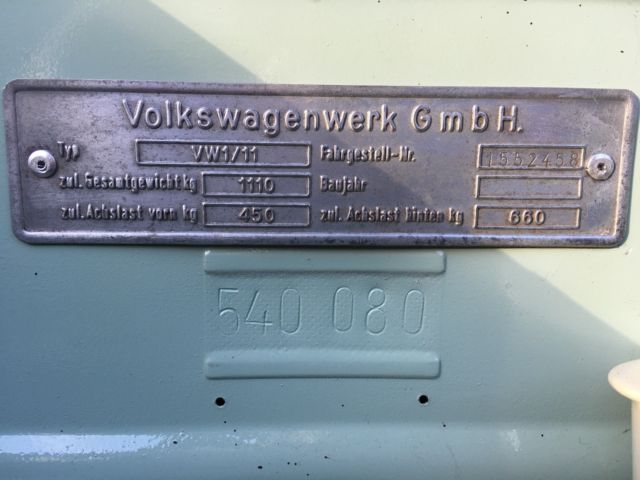 Volkswagenwerk GmbH.
Typ VW1/11 Fahrgestell-Nr. 1552458
zul. Gesamtgewicht kg 1110 Baujahr
zul. Achslast vorn kg 450 zul. Achslast hinten kg 660
540 080